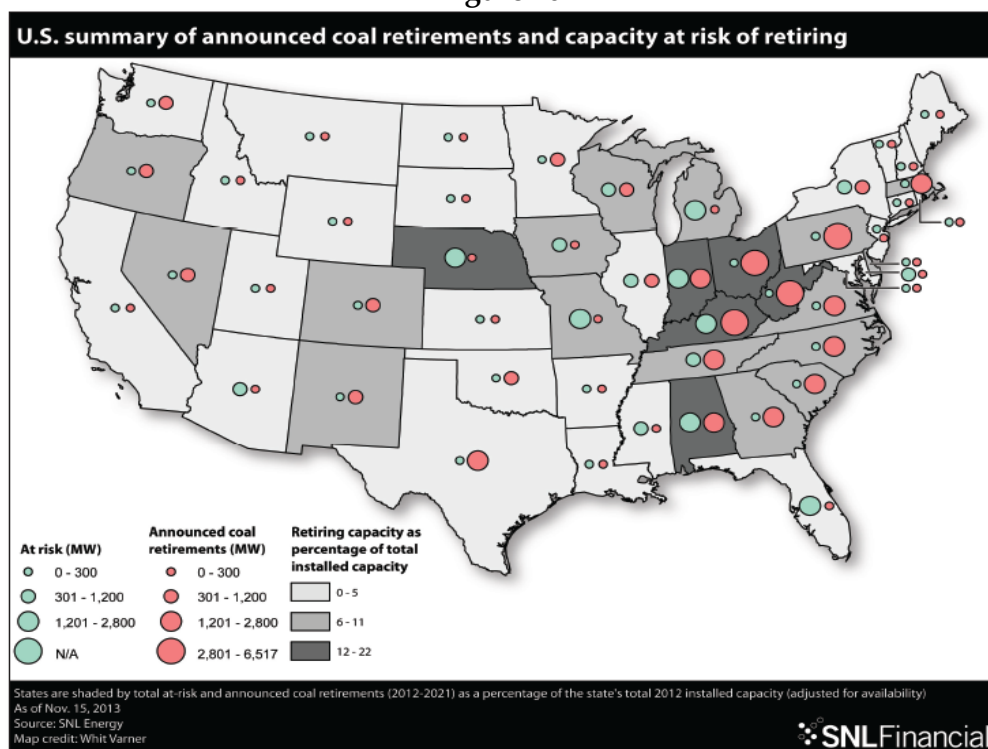 U.S. summary of announced coal retirements and capacity at risk of retiring
At risk (MW)
0 - 300
301 - 1,200
1,201 - 2,800
N/A
Announced coal
retirements (MW)
0 - 300
301 - 1,200
1,201 - 2,800
2,801 - 6,517
Retiring capacity as
percentage of total
installed capacity
0 - 5
6 - 11
12 - 22
States are shaded by total at-risk and announced coal retirements (2012-2021) as a percentage of the state's total 2012 installed capacity (adjusted for availability)
As of Nov. 15, 2013
Source: SNL Energy
Map credit: Whit Varner
SNLFinancial